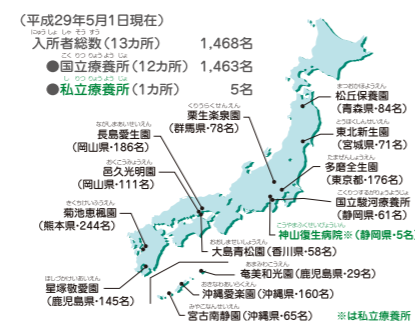 （平成29年5月1日現在）
入所者総数（13カ所） 1,468名
●国立療養所（12カ所） 1,463名
●私立療養所（1カ所） 5名
松丘保養園
（青森県・84名）
栗生楽泉園
（群馬県・78名）
東北新生園
（宮城県・71名）
長島愛生園
（岡山県・186名）
多磨全生園
（東京都・176名）
邑久光明園
（岡山県・111名）
国立駿河療養所
（静岡県・61名）
菊池恵楓園
（熊本県・244名）
神山復生病院※（静岡県・5名）
大島青松園（香川県・58名）
奄美和光園（鹿児島県・29名）
星塚敬愛園
（鹿児島県・145名）
沖縄愛楽園（沖縄県・160名）
宮古南静園（沖縄県・65名）
※は私立療養所